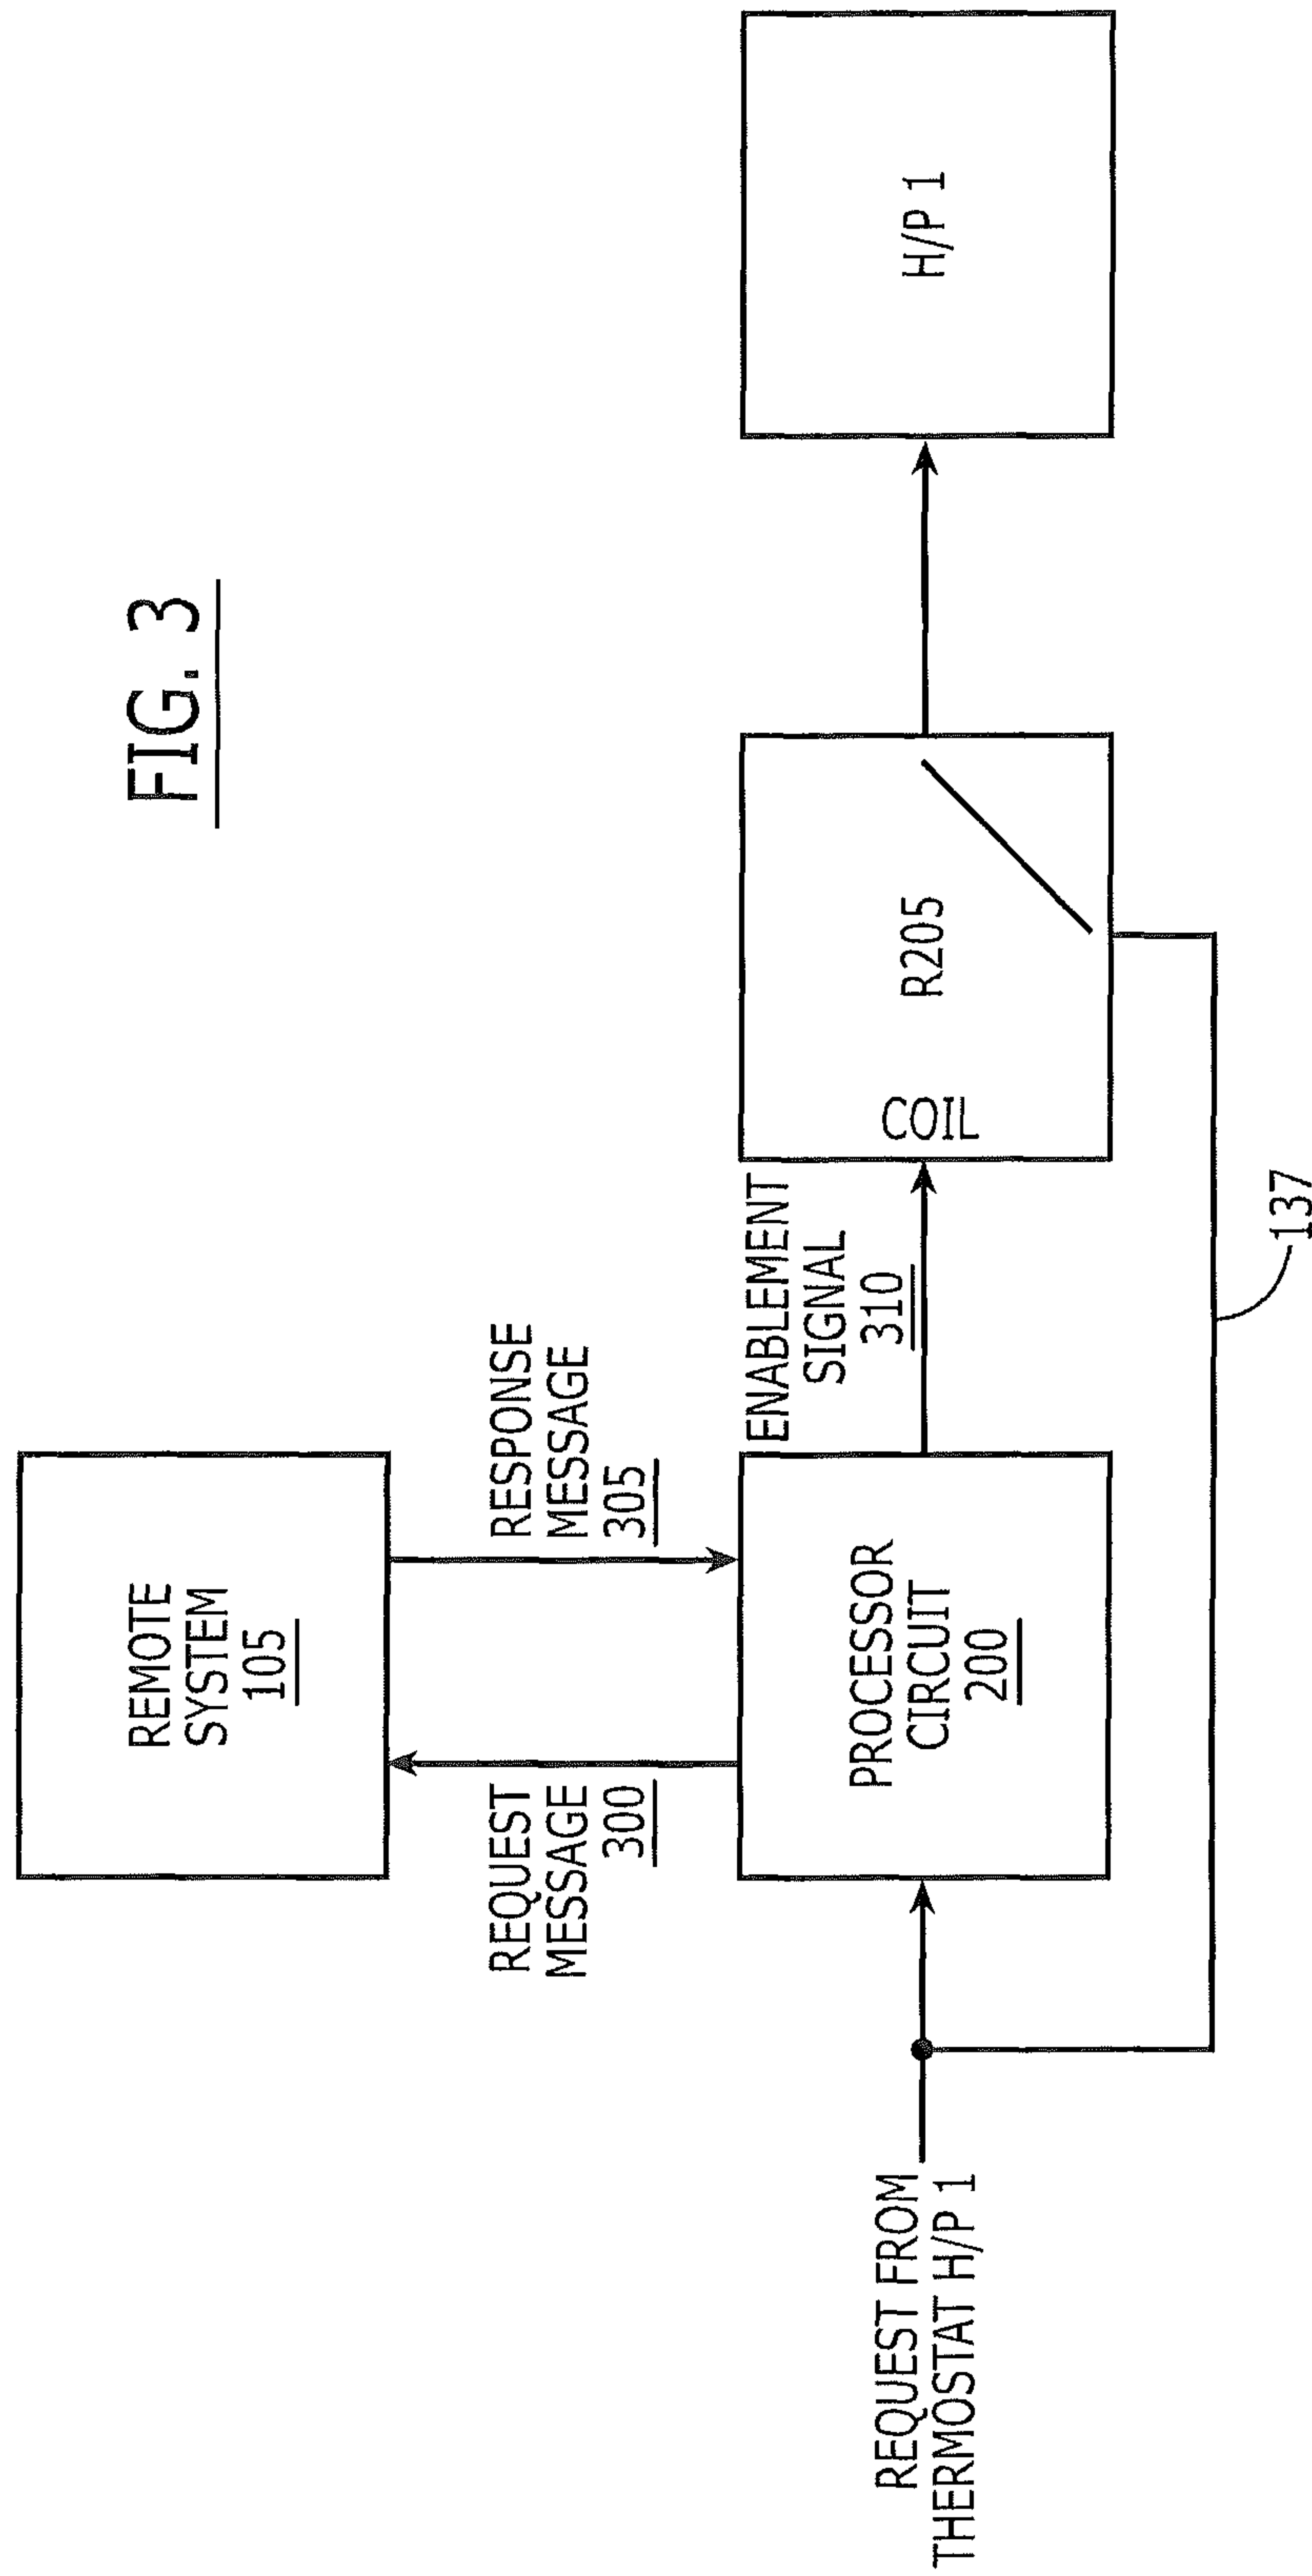 FIG. 3
REMOTE
SYSTEM
105
REQUEST
MESSAGE
300
RESPONSE
MESSAGE
305
REQUEST FROM
THERMOSTAT H/P 1
PROCESSOR
CIRCUIT
200
ENABLEMENT
SIGNAL
310
COIL
R205
H/P 1
137